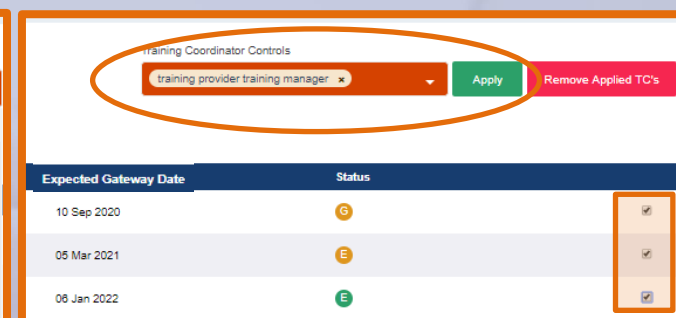 Training Coordinator Controls
training provider training manager × Apply Remove Applied TC's
Expected Gateway Date Status
10 Sep 2020 G
05 Mar 2021 E
06 Jan 2022 E